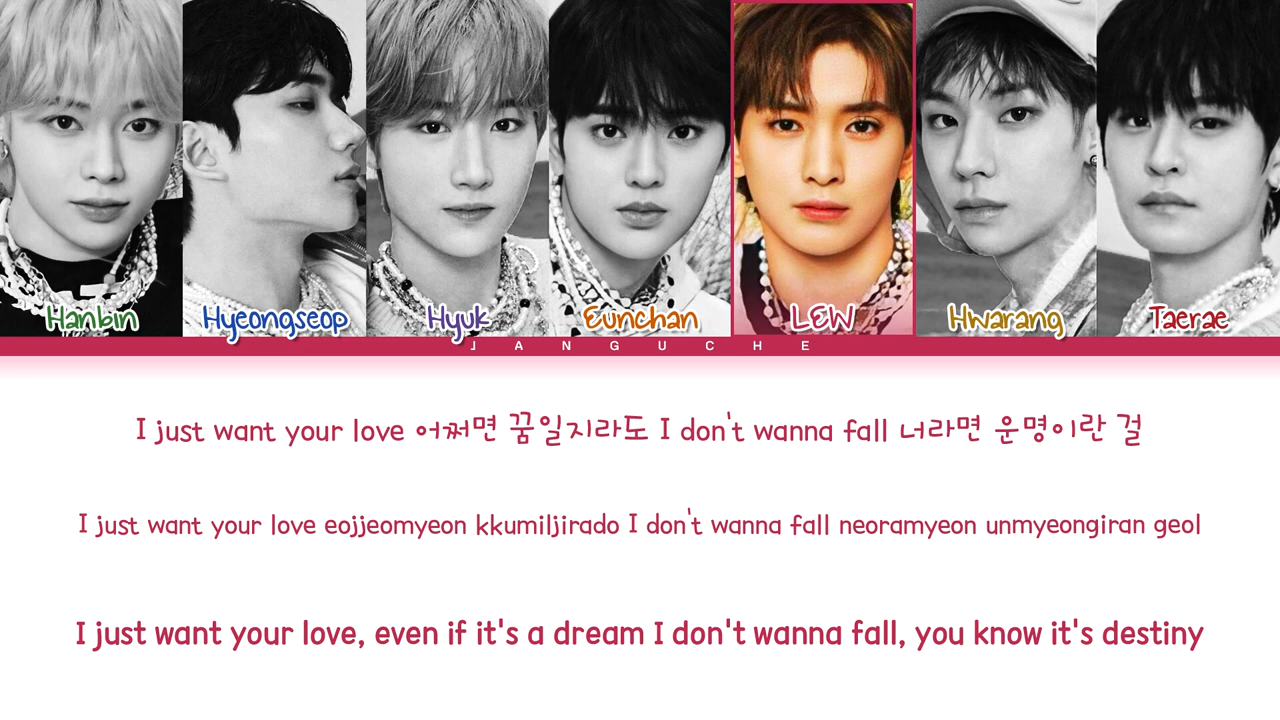 Hanbin Hyeongseop Hyuk Eunchan LEW Hwarang Taerae
JANGUCHE
I just want your love 어쩌면 꿈일지라도 I don't wanna fall 너라면 운명이란 걸
I just want your love eojjeomyeon kkumiljirado I don't wanna fall neoramyeon unmyeongiran geol
I just want your love, even if it's a dream I don't wanna fall, you know it's destiny